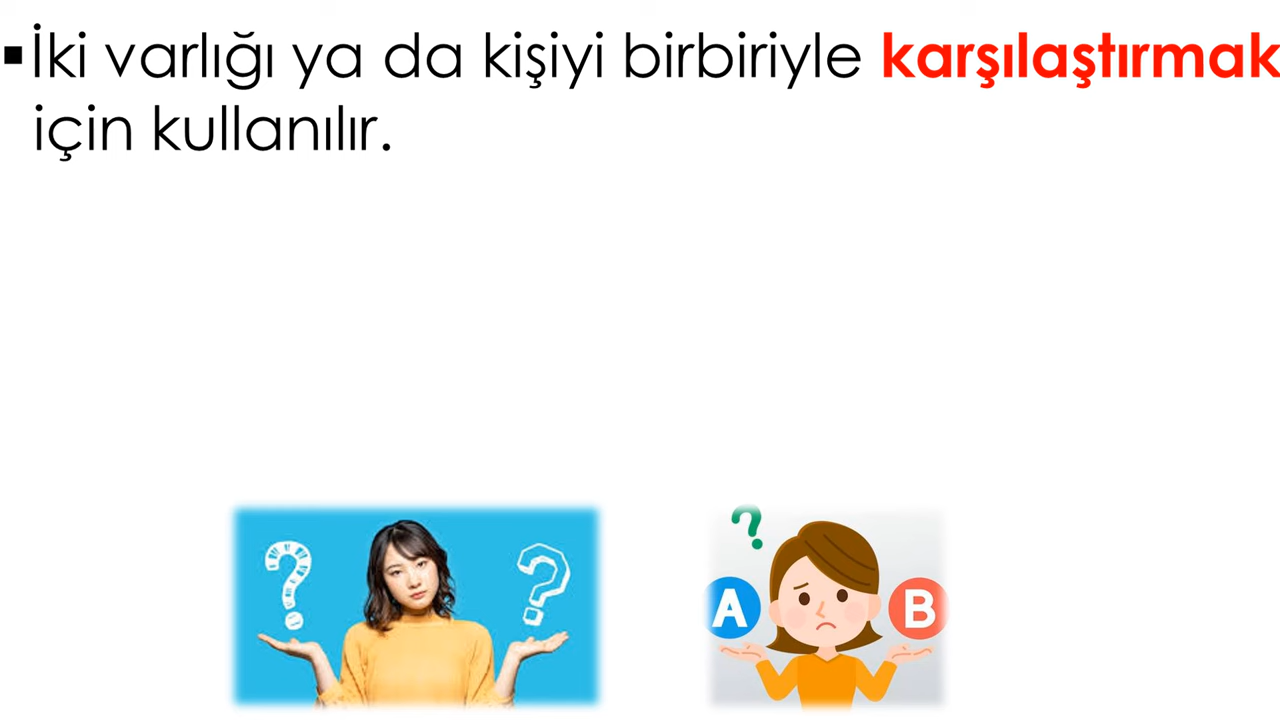 ▪İki varlığı ya da kişiyi birbiriyle karşılaştırmak
için kullanılır.
? ?
?
A B